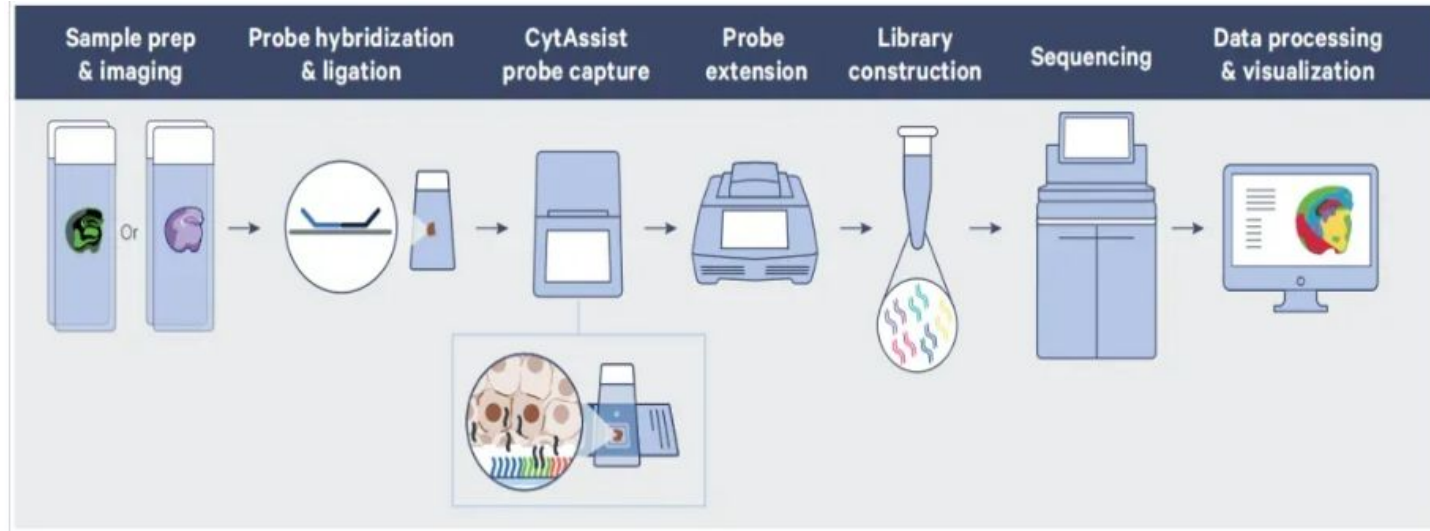 Sample prep
& imaging
Probe hybridization
& ligation
CytAssist
probe capture
Probe
extension
Library
construction
Sequencing
Data processing
& visualization
Or